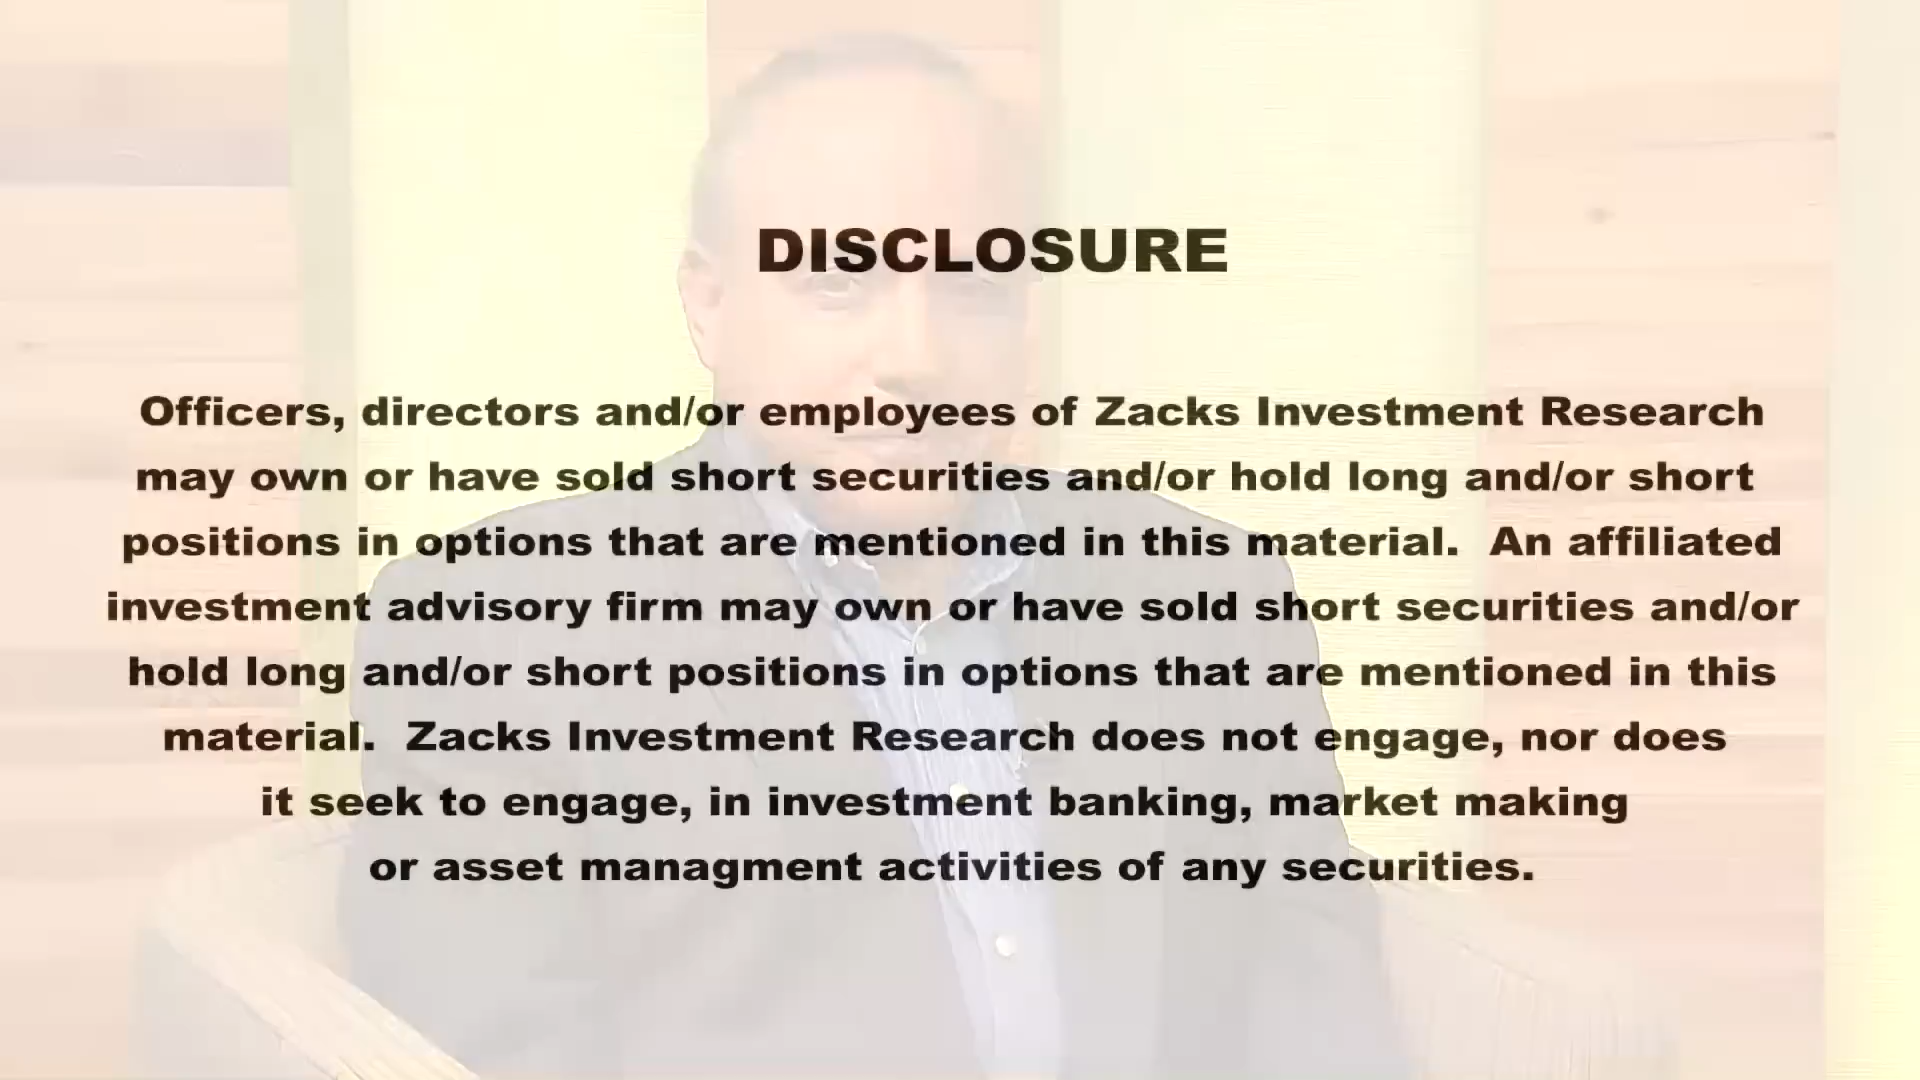 DISCLOSURE
Officers, directors and/or employees of Zacks Investment Research
may own or have sold short securities and/or hold long and/or short
positions in options that are mentioned in this material.  An affiliated
investment advisory firm may own or have sold short securities and/or
hold long and/or short positions in options that are mentioned in this
material.  Zacks Investment Research does not engage, nor does
it seek to engage, in investment banking, market making
or asset managment activities of any securities.